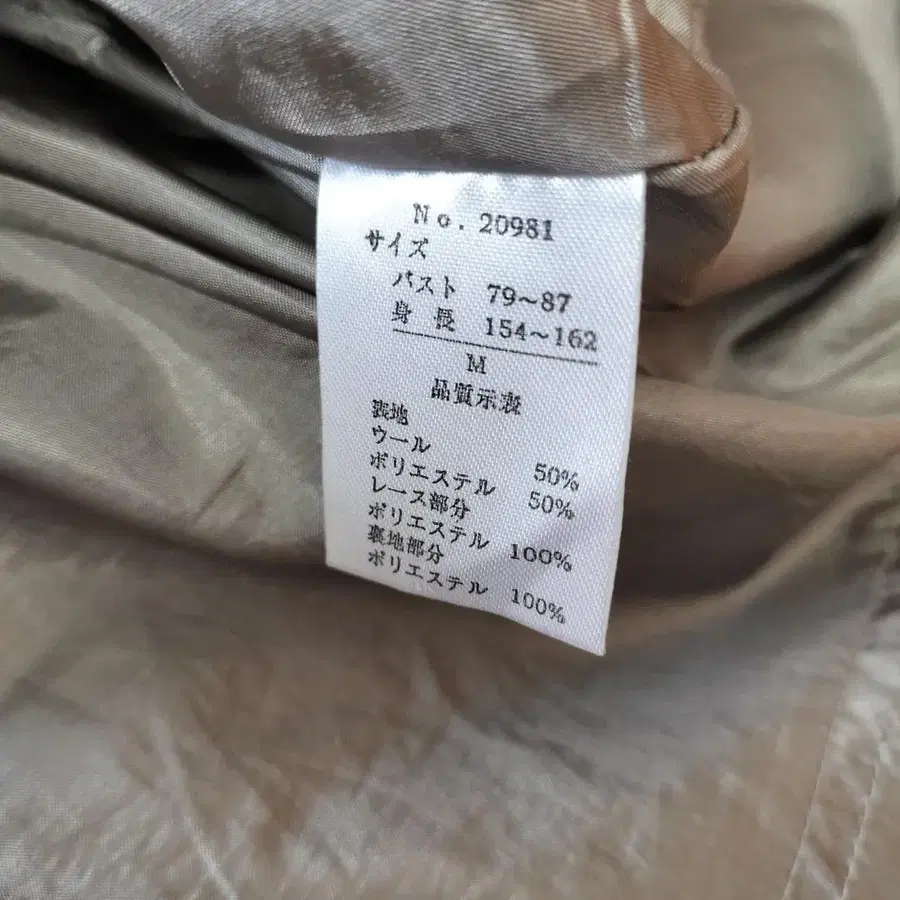 No. 20981
サイズ
バスト 79~87
身長 154~162
M
品質示表
表地
ウール 50%
ポリエステル 50%
レース部分
ポリエステル 100%
裏地部分
ポリエステル 100%